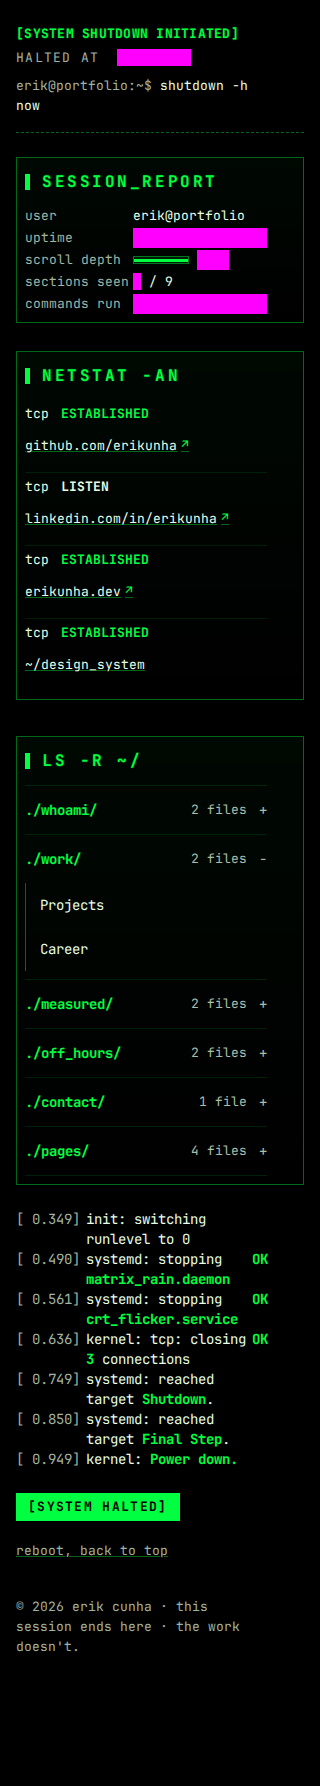 [SYSTEM SHUTDOWN INITIATED]
HALTED AT
erik@portfolio:~$ shutdown -h
now
SESSION_REPORT
user erik@portfolio
uptime
scroll depth
sections seen / 9
commands run
NETSTAT -AN
tcp ESTABLISHED
github.com/erikunha ↗
tcp LISTEN
linkedin.com/in/erikunha ↗
tcp ESTABLISHED
erikunha.dev ↗
tcp ESTABLISHED
~/design_system
LS -R ~/
./whoami/ 2 files +
./work/ 2 files -
Projects
Career
./measured/ 2 files +
./off_hours/ 2 files +
./contact/ 1 file +
./pages/ 4 files +
[ 0.349] init: switching
runlevel to 0
[ 0.490] systemd: stopping OK
matrix_rain.daemon
[ 0.561] systemd: stopping OK
crt_flicker.service
[ 0.636] kernel: tcp: closing OK
3 connections
[ 0.749] systemd: reached
target Shutdown.
[ 0.850] systemd: reached
target Final Step.
[ 0.949] kernel: Power down.
[SYSTEM HALTED]
reboot, back to top
© 2026 erik cunha · this
session ends here · the work
doesn't.